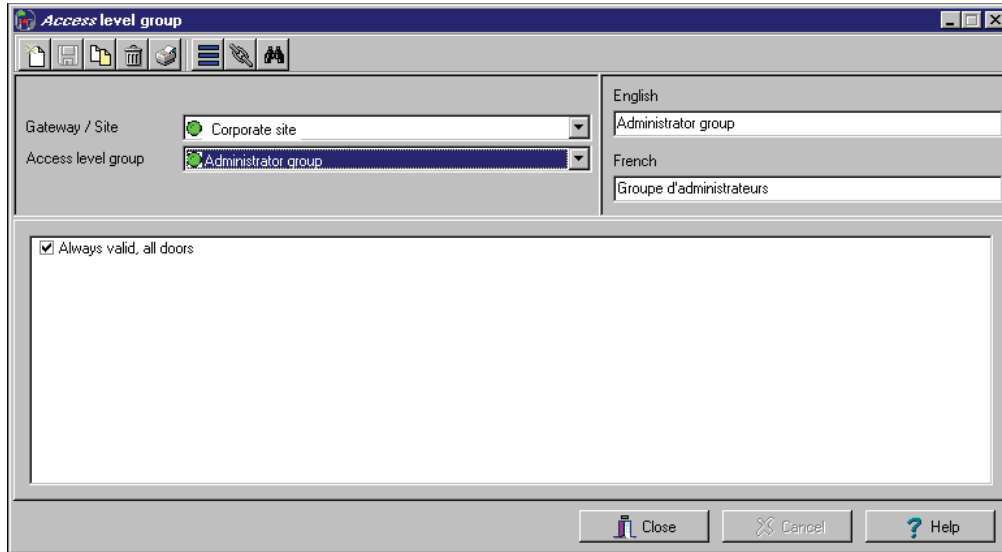 Access level group
English
Gateway / Site Corporate site
Administrator group
Access level group Administrator group
French
Groupe d'administrateurs
Always valid, all doors
Close Cancel Help